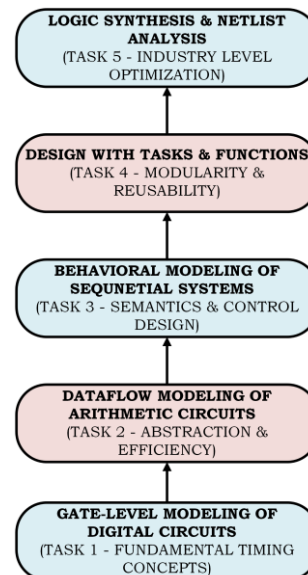 LOGIC SYNTHESIS & NETLIST
ANALYSIS
(TASK 5 - INDUSTRY LEVEL
OPTIMIZATION)
DESIGN WITH TASKS & FUNCTIONS
(TASK 4 - MODULARITY &
REUSABILITY)
BEHAVIORAL MODELING OF
SEQUNETIAL SYSTEMS
(TASK 3 - SEMANTICS & CONTROL
DESIGN)
DATAFLOW MODELING OF
ARITHMETIC CIRCUITS
(TASK 2 - ABSTRACTION &
EFFICIENCY)
GATE-LEVEL MODELING OF
DIGITAL CIRCUITS
(TASK 1 - FUNDAMENTAL TIMING
CONCEPTS)